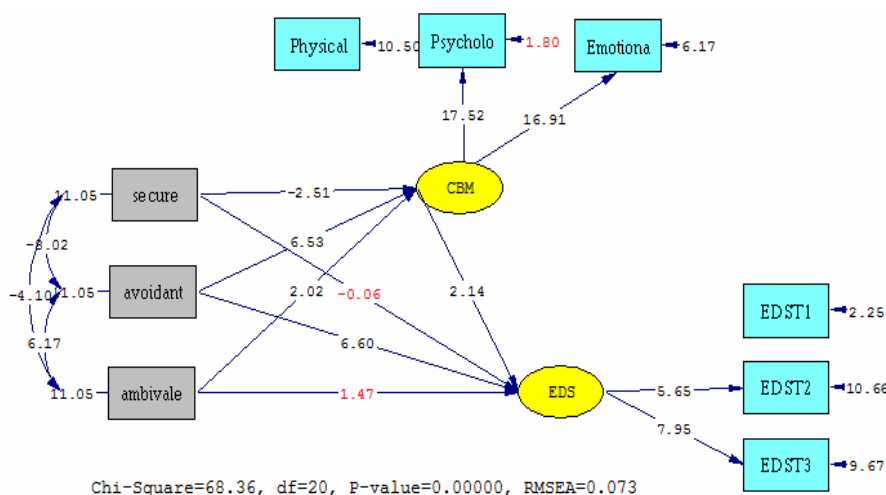 Physical
10.50
Psycholo
1.80
Emotiona
6.17
17.52
16.91
11.05
secure
-2.51
CBM
6.53
11.05
avoidant
-4.10
2.02
-0.06
2.14
EDST1
2.25
6.17
6.60
11.05
ambivale
1.47
EDS
5.65
EDST2
10.66
7.95
EDST3
9.67
Chi-Square=68.36, df=20, P-value=0.00000, RMSEA=0.073